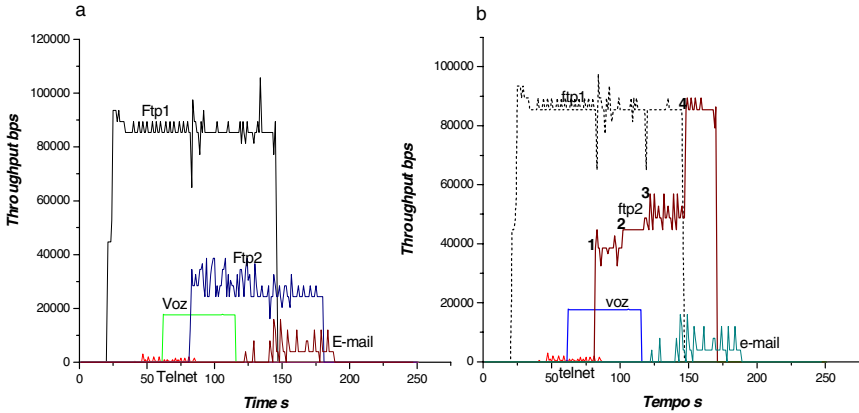 a
120000
100000
80000
60000
40000
20000
0
Throughput bps
Ftp1
Ftp2
Voz
E-mail
Telnet
50 100 150 200 250
Time s
b
100000
80000
60000
40000
20000
0
Throughput bps
ftp1
4
3
ftp2
2
1
voz
e-mail
telnet
0 50 100 150 200 250
Tempo s